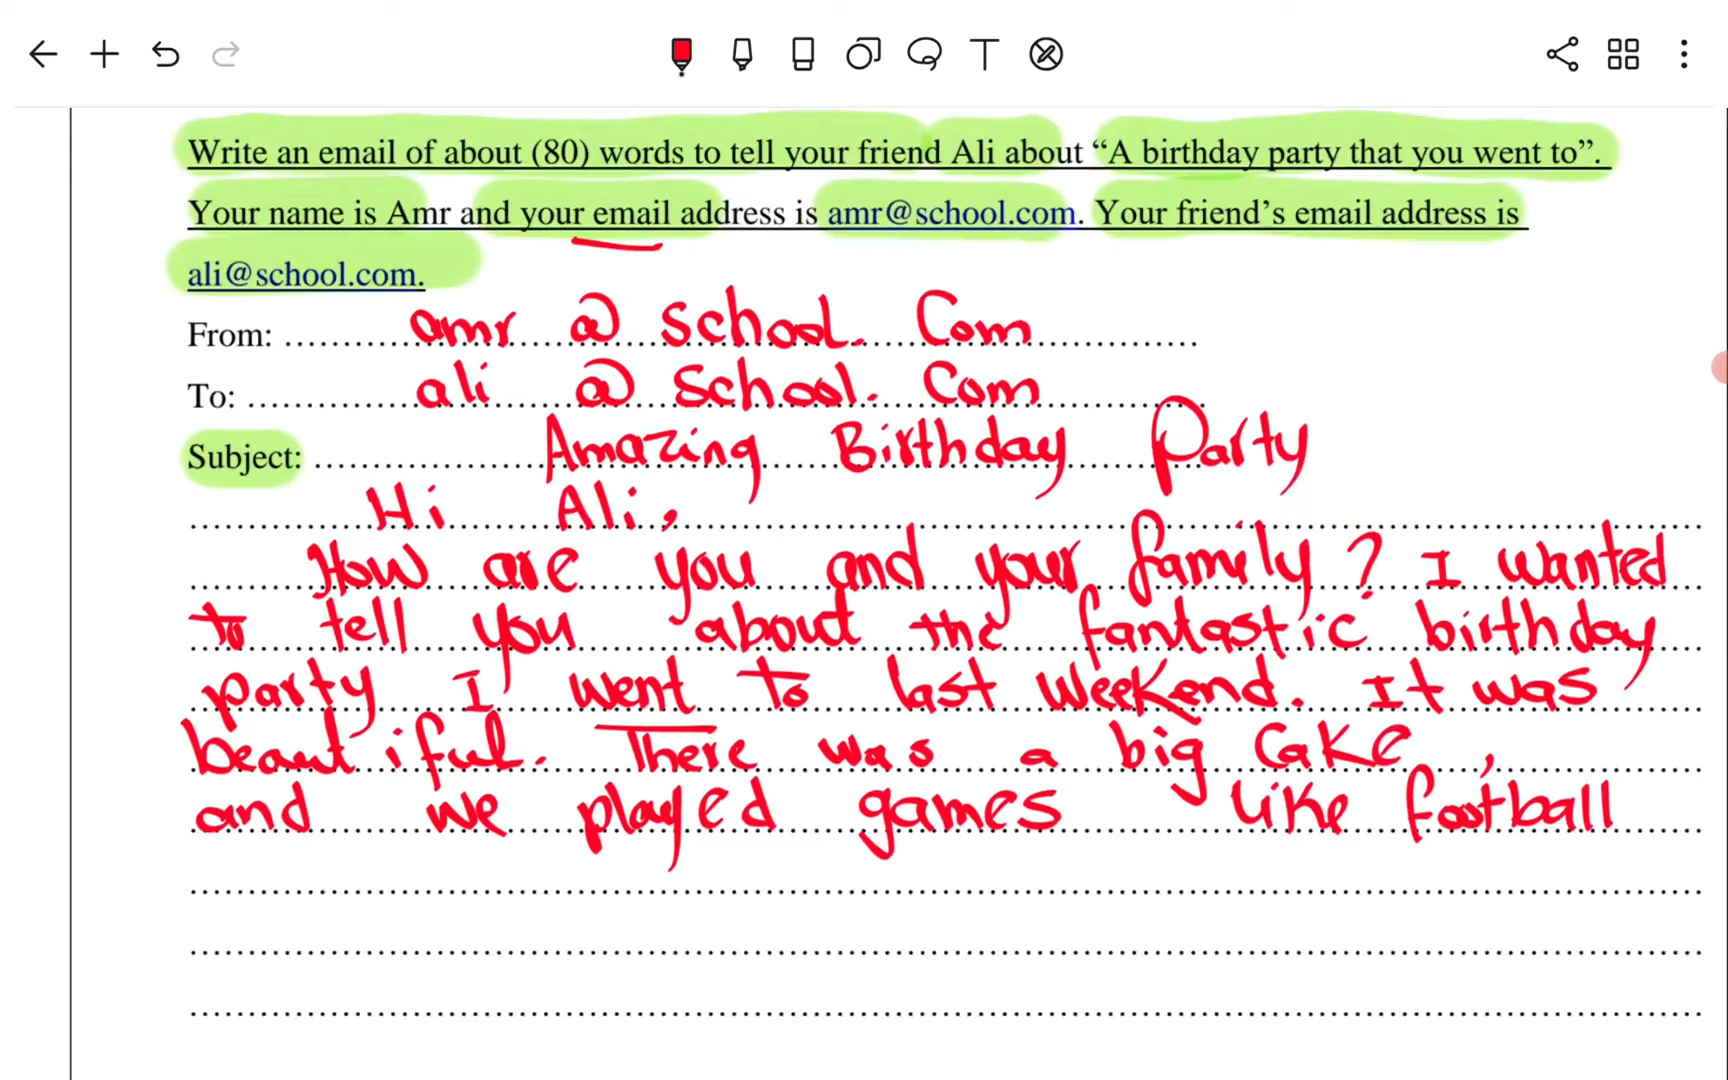 Write an email of about (80) words to tell your friend Ali about “A birthday party that you went to”.
Your name is Amr and your email address is amr@school.com. Your friend’s email address is
ali@school.com.
From: .......... amr @ school. Com ..........
To: .......... ali @ School. Com ..........
Subject: .......... Amazing Birthday Party
Hi Ali,
How are you and your family? I wanted
to tell you about the fantastic birthday
party I went to last weekend. It was
beautiful. There was a big Cake,
and we played games like football